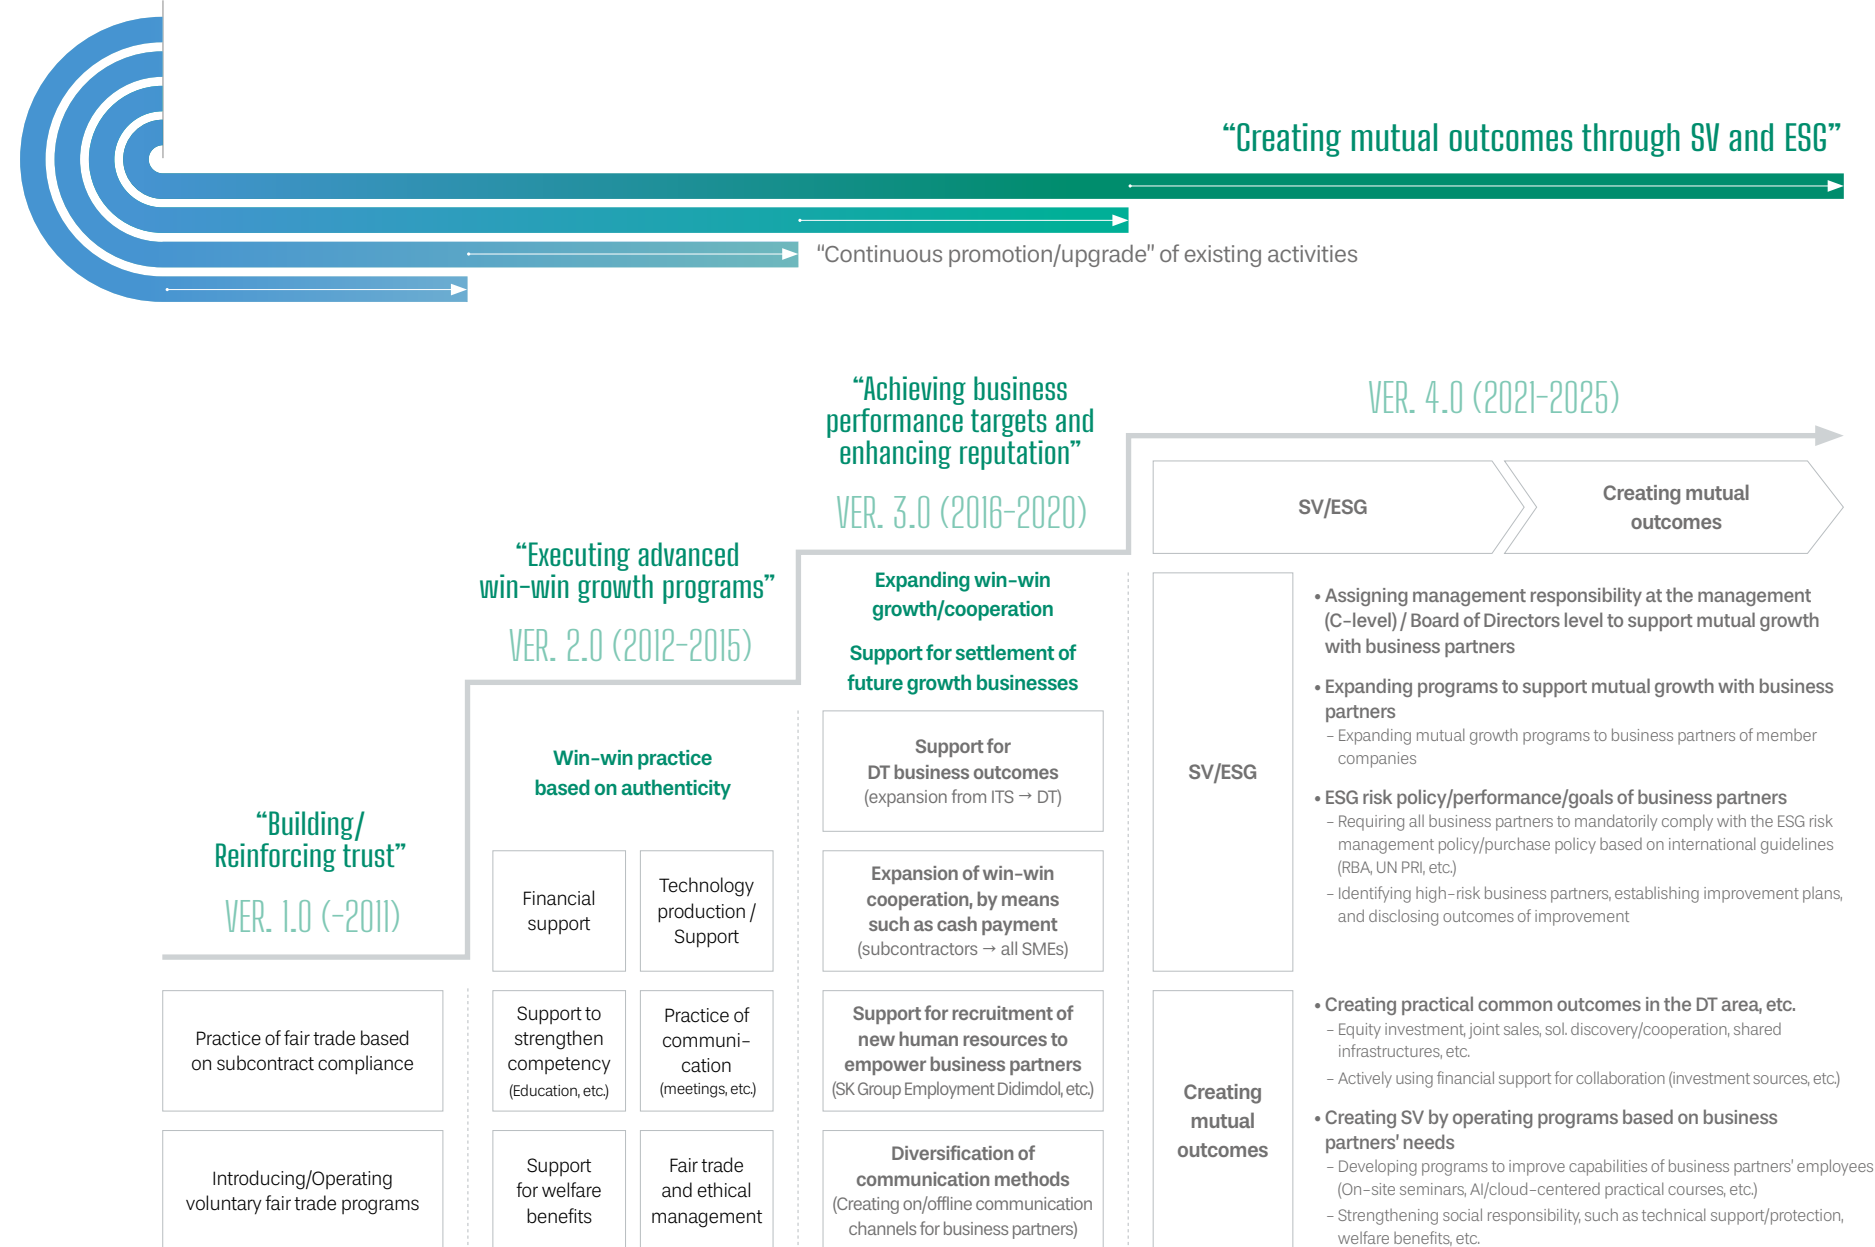 “Creating mutual outcomes through SV and ESG”
“Continuous promotion/upgrade” of existing activities
“Building/
Reinforcing trust”
VER. 1.0 (-2011)
Practice of fair trade based
on subcontract compliance
Introducing/Operating
voluntary fair trade programs
“Executing advanced
win-win growth programs”
VER. 2.0 (2012-2015)
Win-win practice
based on authenticity
Financial
support
Technology
production /
Support
Support to
strengthen
competency
(Education, etc.)
Practice of
communi-
cation
(meetings, etc.)
Support
for welfare
benefits
Fair trade
and ethical
management
“Achieving business
performance targets and
enhancing reputation”
VER. 3.0 (2016-2020)
Expanding win-win
growth/cooperation
Support for settlement of
future growth businesses
Support for
DT business outcomes
(expansion from ITS → DT)
Expansion of win-win
cooperation, by means
such as cash payment
(subcontractors → all SMEs)
Support for recruitment of
new human resources to
empower business partners
(SK Group Employment Didimdol, etc.)
Diversification of
communication methods
(Creating on/offline communication
channels for business partners)
VER. 4.0 (2021-2025)
SV/ESG
Creating mutual
outcomes
SV/ESG
• Assigning management responsibility at the management
(C-level) / Board of Directors level to support mutual growth
with business partners
• Expanding programs to support mutual growth with business
partners
- Expanding mutual growth programs to business partners of member
companies
• ESG risk policy/performance/goals of business partners
- Requiring all business partners to mandatorily comply with the ESG risk
management policy/purchase policy based on international guidelines
(RBA, UN PRI, etc.)
- Identifying high-risk business partners, establishing improvement plans,
and disclosing outcomes of improvement
Creating
mutual
outcomes
• Creating practical common outcomes in the DT area, etc.
- Equity investment, joint sales, sol. discovery/cooperation, shared
infrastructures, etc.
- Actively using financial support for collaboration (investment sources, etc.)
• Creating SV by operating programs based on business
partners’ needs
- Developing programs to improve capabilities of business partners’ employees
(On-site seminars, AI/cloud-centered practical courses, etc.)
- Strengthening social responsibility, such as technical support/protection,
welfare benefits, etc.